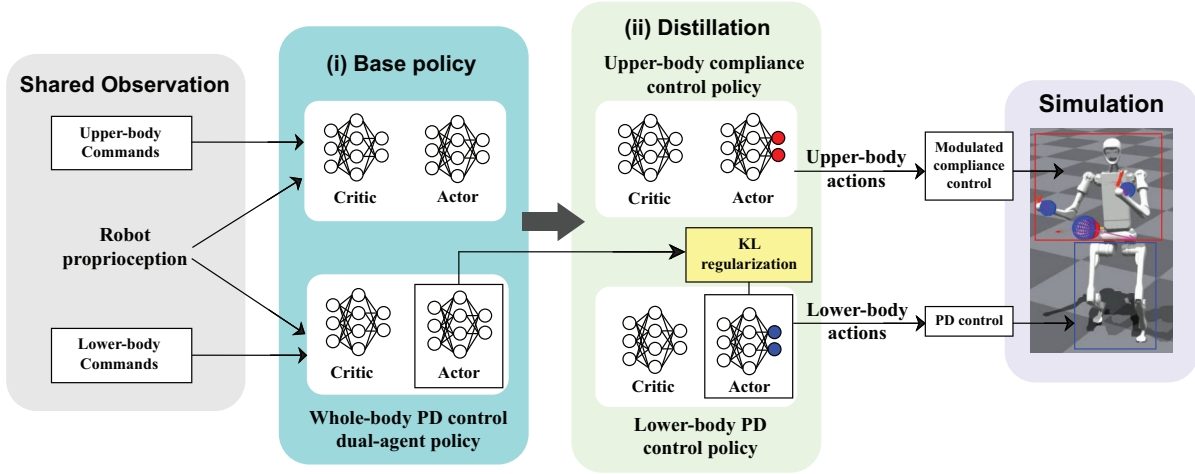 Shared Observation
Upper-body
Commands
Robot
proprioception
Lower-body
Commands
(i) Base policy
Critic
Actor
Critic
Actor
Whole-body PD control
dual-agent policy
(ii) Distillation
Upper-body compliance
control policy
Critic
Actor
KL
regularization
Critic
Actor
Lower-body PD
control policy
Upper-body
actions
Lower-body
actions
Modulated
compliance
control
PD control
Simulation